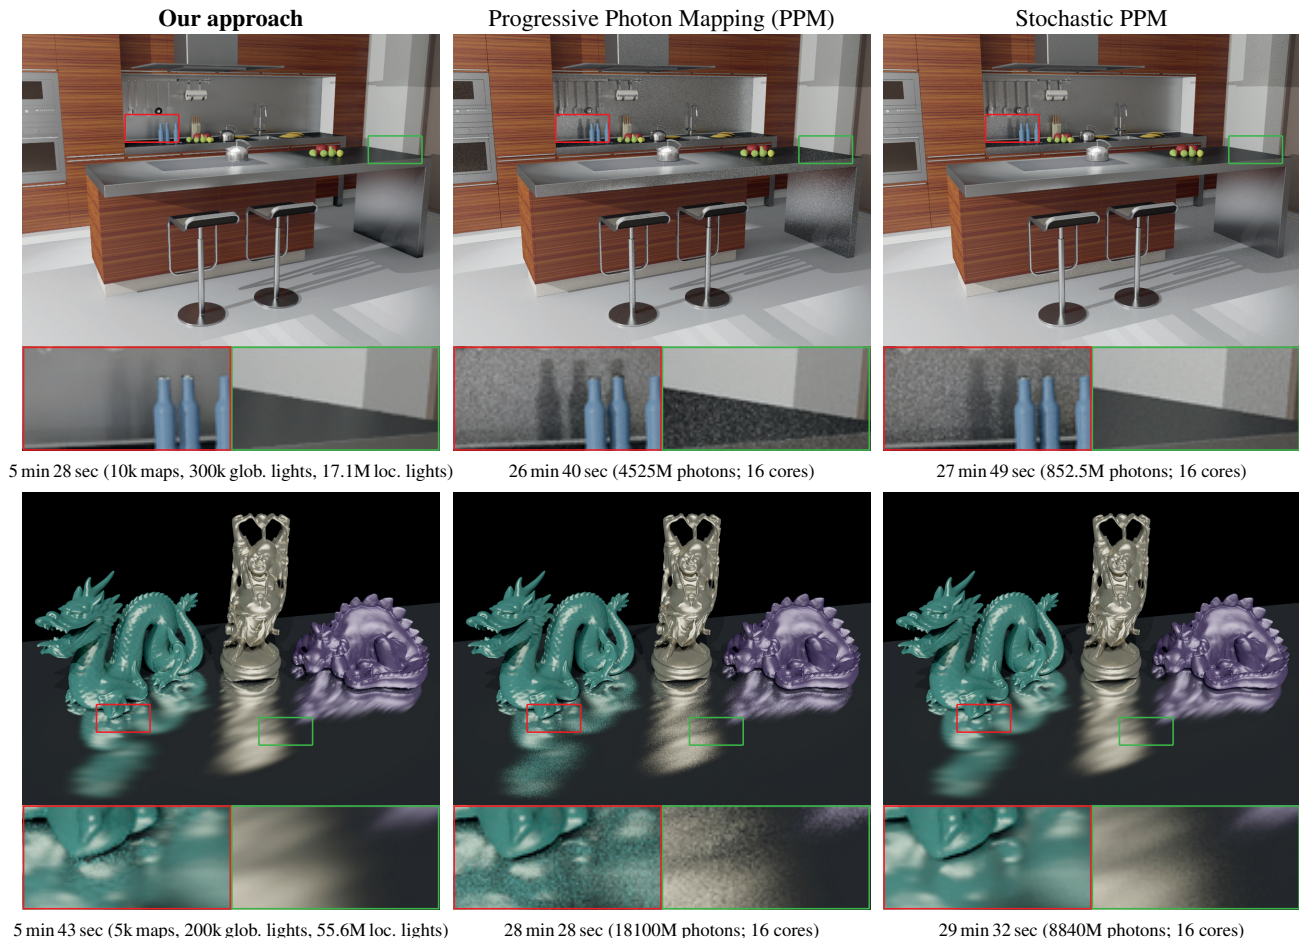 Our approach
Progressive Photon Mapping (PPM)
Stochastic PPM
5 min 28 sec (10k maps, 300k glob. lights, 17.1M loc. lights)
26 min 40 sec (4525M photons; 16 cores)
27 min 49 sec (852.5M photons; 16 cores)
5 min 43 sec (5k maps, 200k glob. lights, 55.6M loc. lights)
28 min 28 sec (18100M photons; 16 cores)
29 min 32 sec (8840M photons; 16 cores)